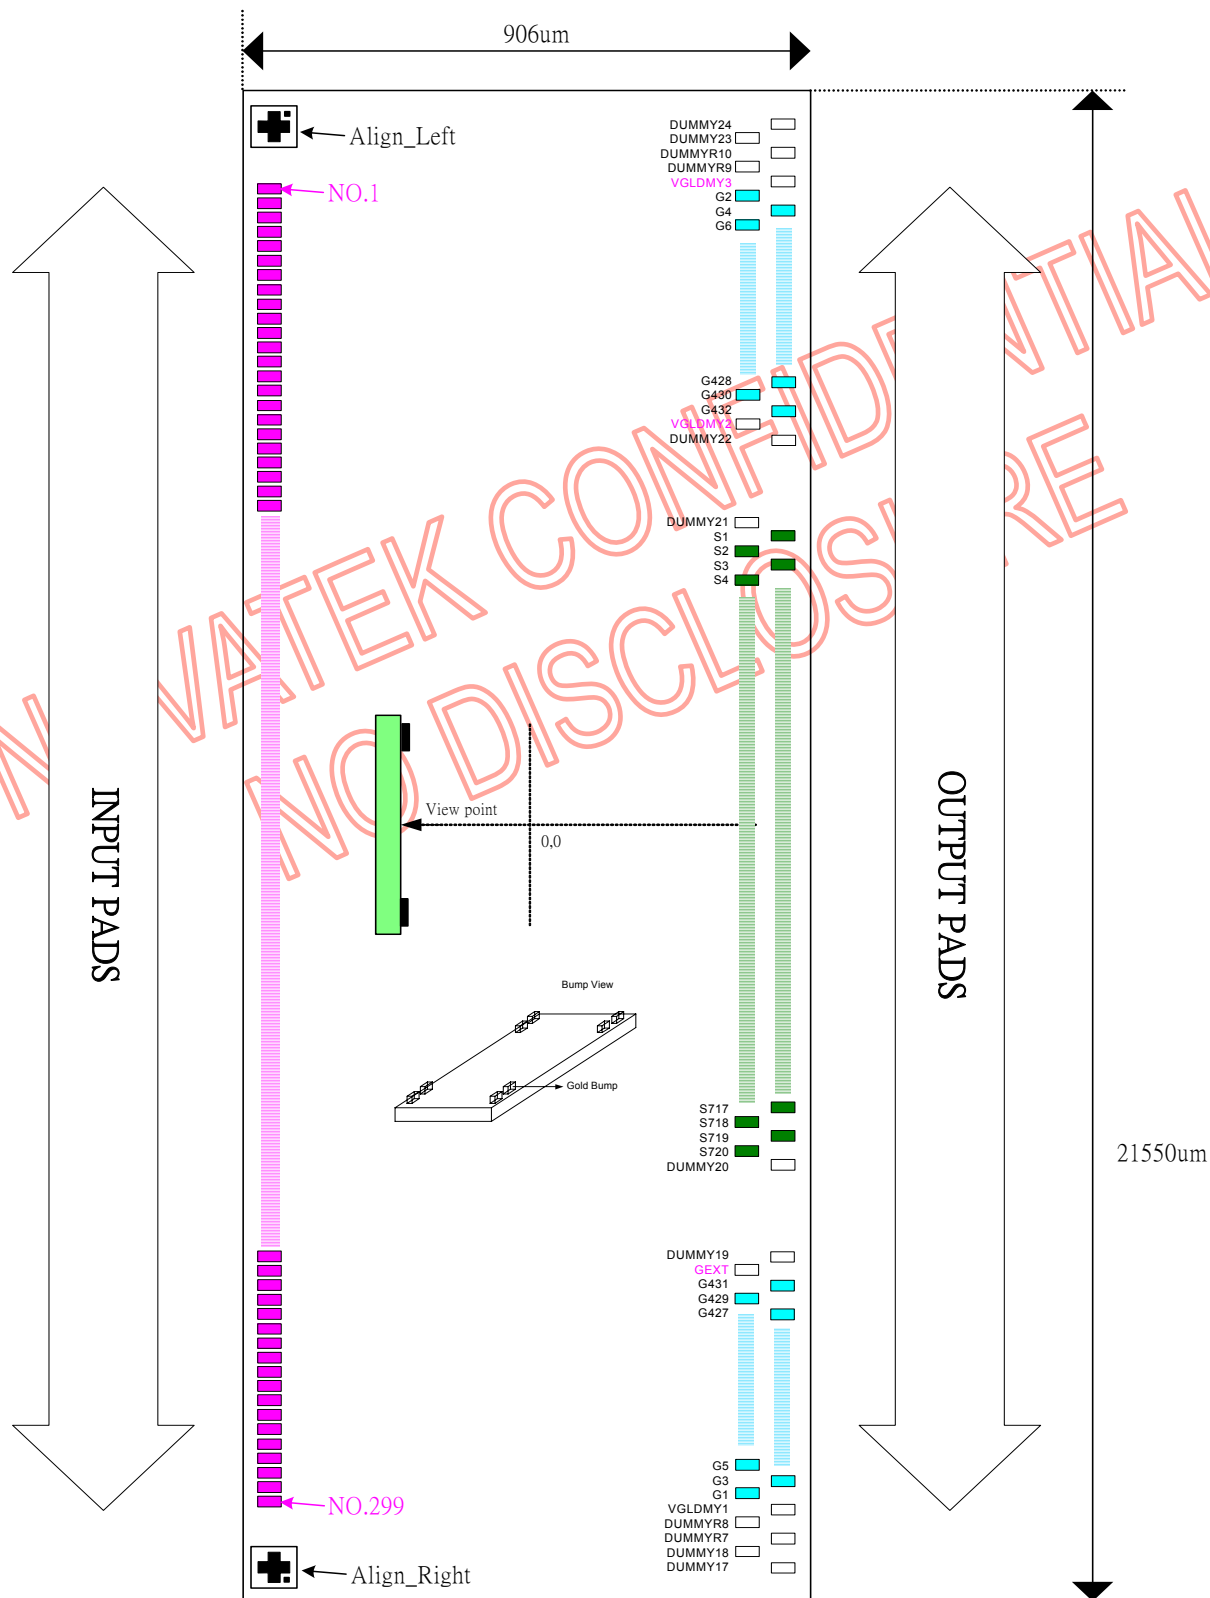 906um
Align_Left
NO.1
DUMMY24
DUMMY23
DUMMYR10
DUMMYR9
VGLDMY3
G2
G4
G6
G428
G430
G432
VGLDMY2
DUMMY22
DUMMY21
S1
S2
S3
S4
NOVATEK CONFIDENTIAL
NO DISCLOSURE
INPUT PADS
OUTPUT PADS
View point
0,0
Bump View
Gold Bump
S717
S718
S719
S720
DUMMY20
21550um
DUMMY19
GEXT
G431
G429
G427
G5
G3
G1
VGLDMY1
DUMMYR8
DUMMYR7
DUMMY18
DUMMY17
NO.299
Align_Right